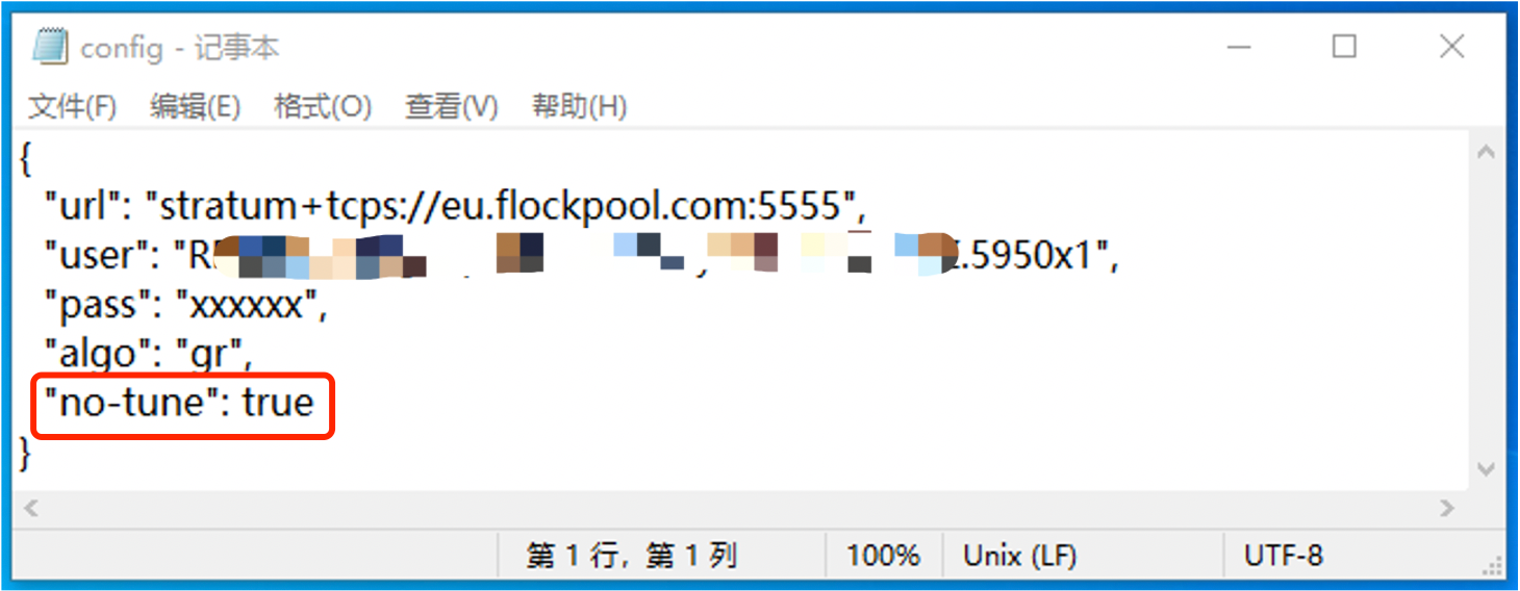 config - 记事本
文件(F) 编辑(E) 格式(O) 查看(V) 帮助(H)
{
"url": "stratum+tcps://eu.flockpool.com:5555",
"user": "R .5950x1",
"pass": "xxxxxx",
"algo": "gr",
"no-tune": true
}
第 1 行，第 1 列 100% Unix (LF) UTF-8